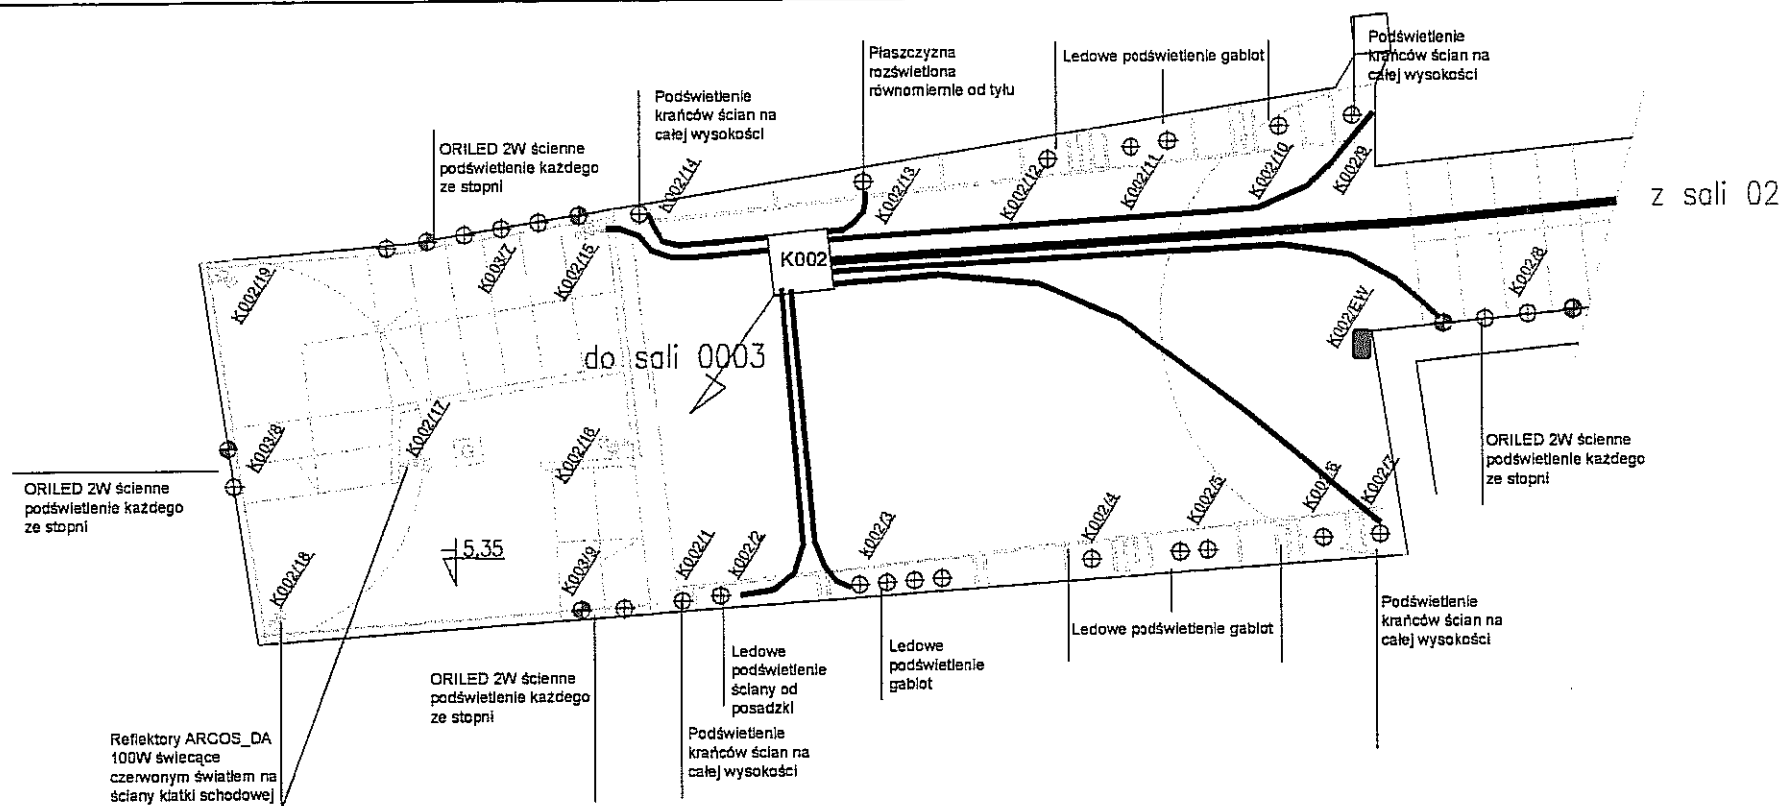 Podświetlenie
krańców ścian na
całej wysokości
Płaszczyzna
rozświetlona
równomiernie od tyłu
Ledowe podświetlenie gablot
Podświetlenie
krańców ścian na
całej wysokości
ORILED 2W ścienne
podświetlenie każdego
ze stopni
K002/14
K002/13
K002/12
K002/11
K002/10
K002/9
z sali 02
K002/19
K003/7
K002/15
K002
K002/8
K002/EW
do sali 0003
K003/8
K002/17
K002/16
ORILED 2W ścienne
podświetlenie każdego
ze stopni
ORILED 2W ścienne
podświetlenie każdego
ze stopni
K002/18
5,35
K003/9
K002/1
K002/2
k002/3
K002/4
K002/5
K002/6
K002/7
ORILED 2W ścienne
podświetlenie każdego
ze stopni
Ledowe
podświetlenie
ściany od
posadzki
Ledowe
podświetlenie
gablot
Ledowe podświetlenie gablot
Podświetlenie
krańców ścian na
całej wysokości
Podświetlenie
krańców ścian na
całej wysokości
Reflektory ARCOS_DA
100W świecące
czerwonym światłem na
ściany klatki schodowej